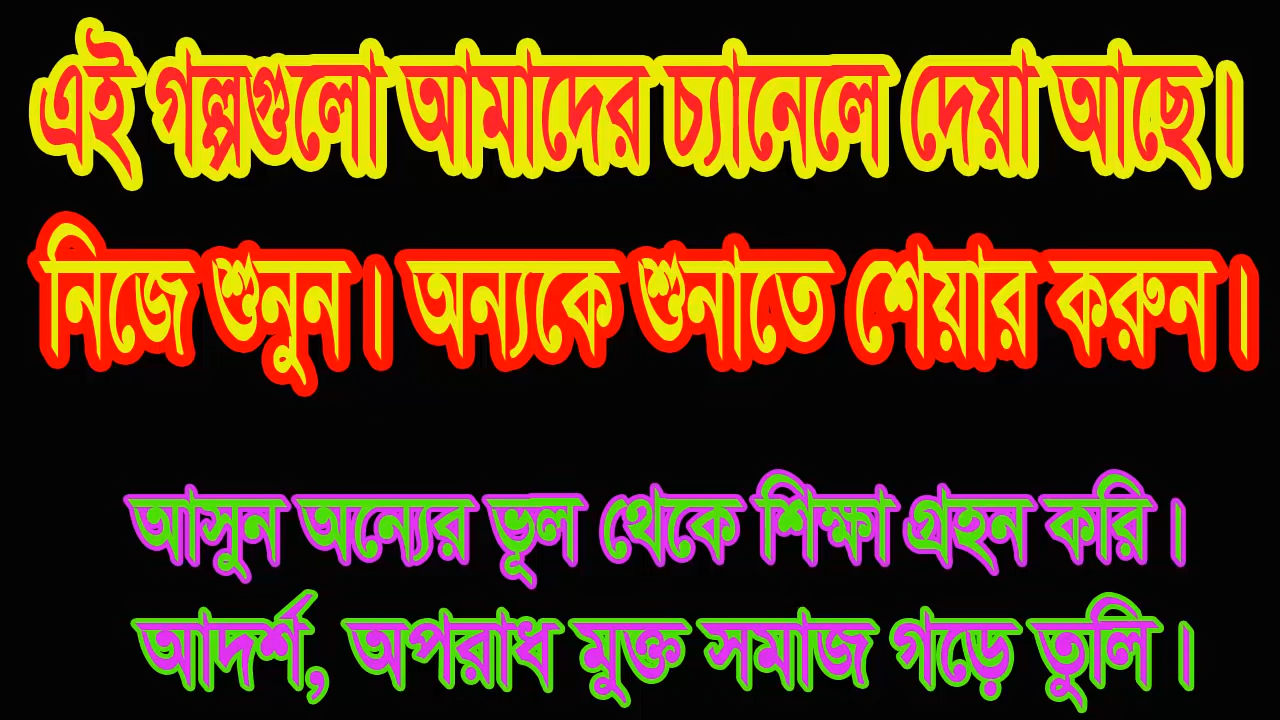 এই গল্পগুলো আমাদের চ্যানেলে দেয়া আছে।
নিজে শুনুন। অন্যকে শুনাতে শেয়ার করুন।
আসুন অন্যের ভূল থেকে শিক্ষা গ্রহন করি।
আদর্শ, অপরাধ মুক্ত সমাজ গড়ে তুলি।